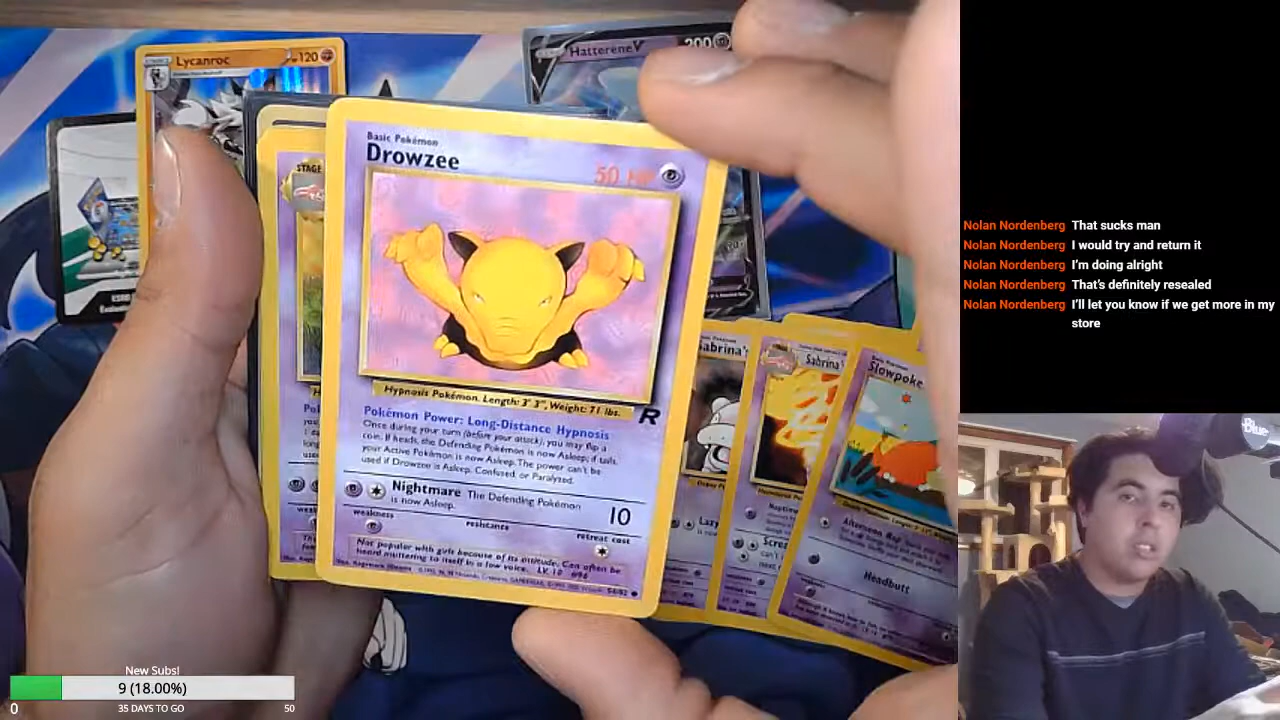 Lycanroc
120
Hatterene V
200
STAGE
Basic Pokémon
Drowzee
50 HP
Hypnosis Pokémon. Length: 3' 3", Weight: 71 lbs.
R
Pokémon Power: Long-Distance Hypnosis
Once during your turn (before your attack), you may flip a
coin. If heads, the Defending Pokémon is now Asleep; if tails,
your Active Pokémon is now Asleep. The power can't be
used if Drowzee is Asleep, Confused, or Paralyzed.
Nightmare The Defending Pokémon
is now Asleep.
10
weakness
resistance
retreat cost
Not popular with girls because of its attitude. Can often be
heard muttering to itself in a low voice. LV. 10 #96
54/82
Sabrina's
Sabrina's
Slowpoke
Afternoon Nap
Headbutt
Nolan Nordenberg That sucks man
Nolan Nordenberg I would try and return it
Nolan Nordenberg I'm doing alright
Nolan Nordenberg That's definitely resealed
Nolan Nordenberg I'll let you know if we get more in my
store
Blue
New Subs!
9 (18.00%)
0
35 DAYS TO GO
50